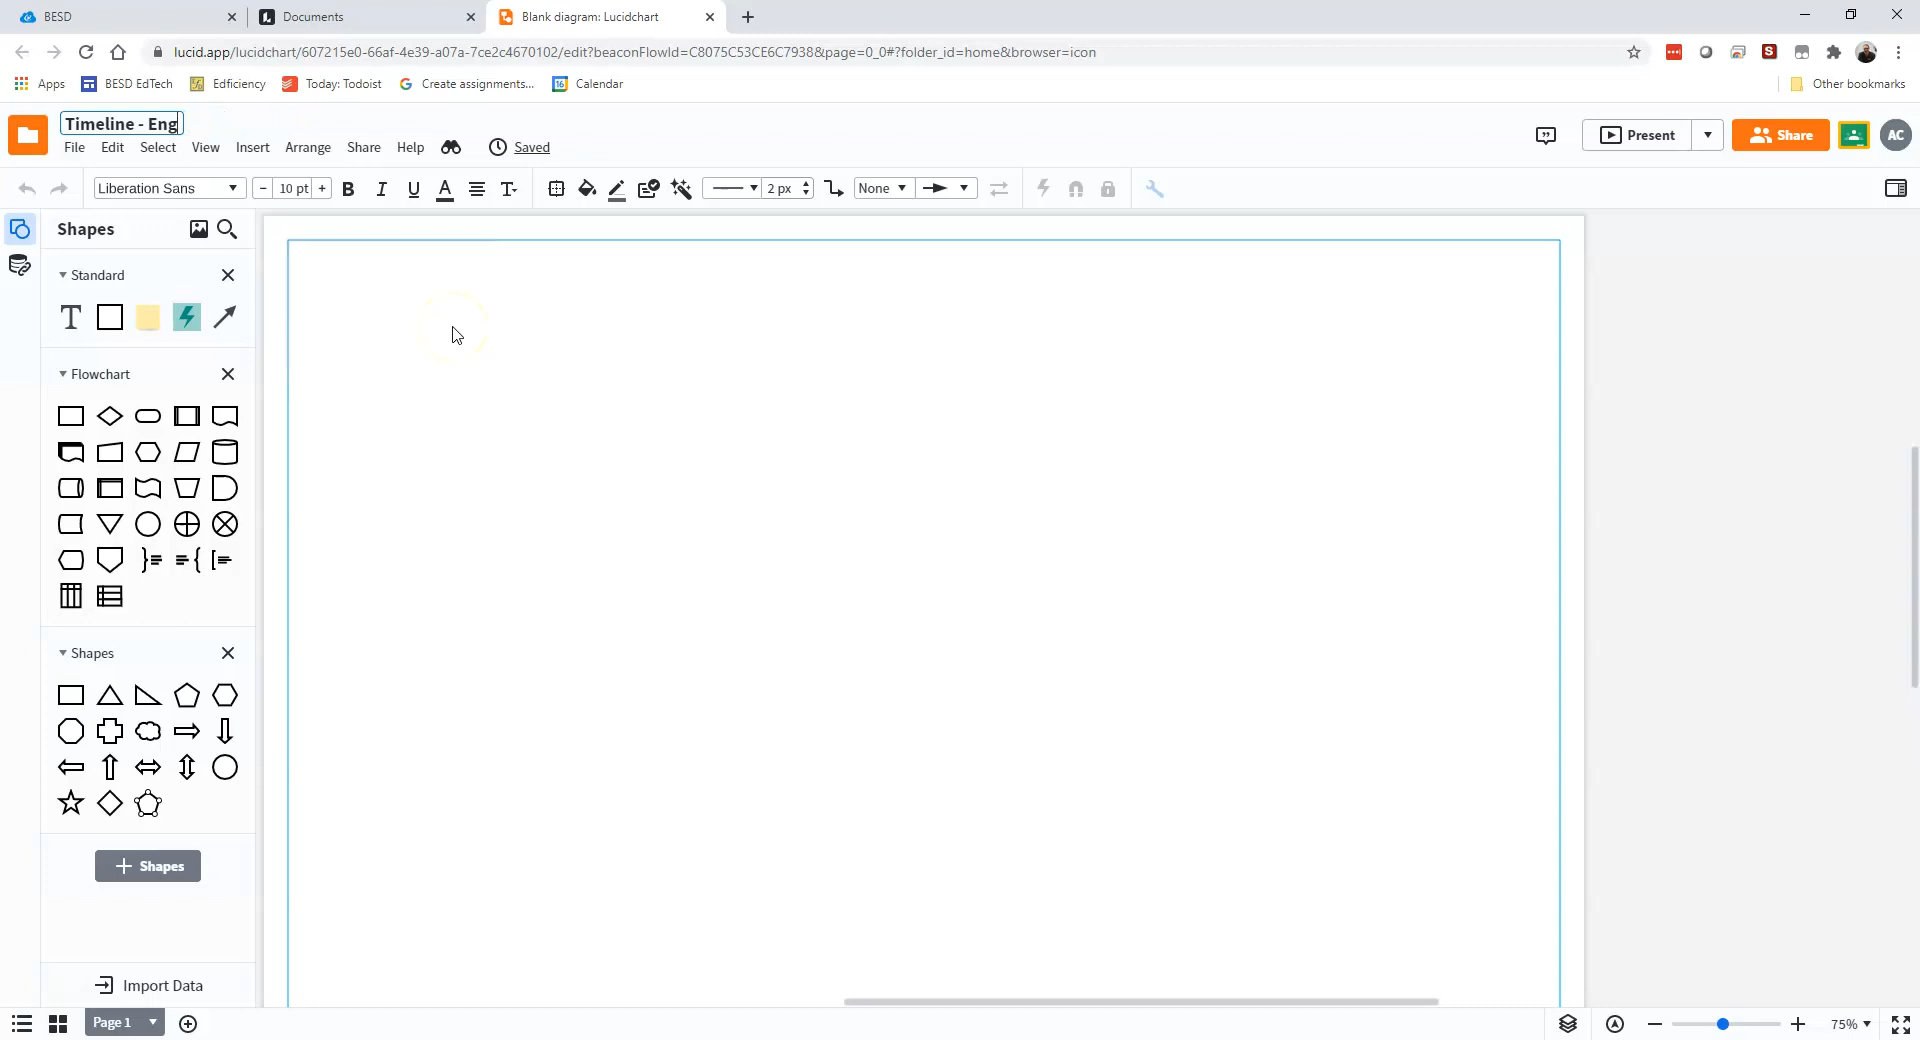 BESD
Documents
Blank diagram: Lucidchart
lucid.app/lucidchart/607215e0-66af-4e39-a07a-7ce2c4670102/edit?beaconFlowId=C8075C53CE6C7938&page=0_0#?folder_id=home&browser=icon
Apps
BESD EdTech
Edficiency
Today: Todoist
Create assignments...
Calendar
Other bookmarks
Timeline - Eng
File
Edit
Select
View
Insert
Arrange
Share
Help
Saved
Present
Share
AC
Liberation Sans
10 pt
B
I
U
A
2 px
None
Shapes
Standard
T
Flowchart
Shapes
Shapes
Import Data
Page 1
75%